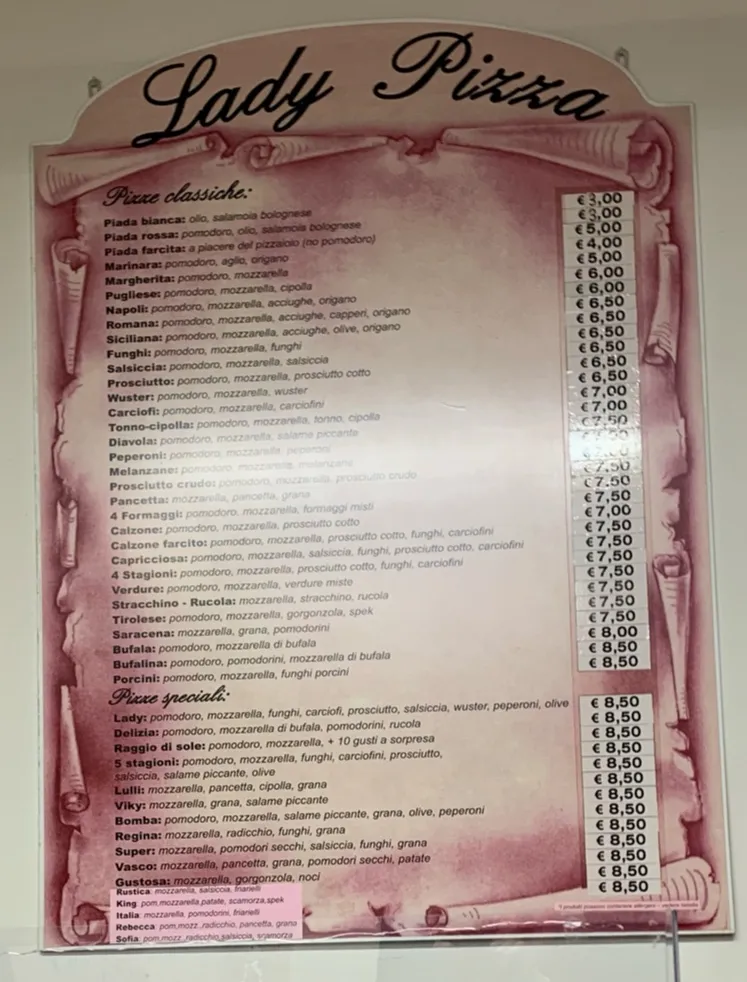 Lady Pizza
Pizze classiche:
Piada bianca: olio, salamoia bolognese € 3,00
Piada rossa: pomodoro, olio, salamoia bolognese € 3,00
Piada farcita: a piacere del pizzaiolo (no pomodoro) € 5,00
Marinara: pomodoro, aglio, origano € 4,00
Margherita: pomodoro, mozzarella € 5,00
Pugliese: pomodoro, mozzarella, cipolla € 6,00
Napoli: pomodoro, mozzarella, acciughe, origano € 6,00
Romana: pomodoro, mozzarella, acciughe, capperi, origano € 6,50
Siciliana: pomodoro, mozzarella, acciughe, olive, origano € 6,50
Funghi: pomodoro, mozzarella, funghi € 6,50
Salsiccia: pomodoro, mozzarella, salsiccia € 6,50
Prosciutto: pomodoro, mozzarella, prosciutto cotto € 6,50
Wuster: pomodoro, mozzarella, wuster € 6,50
Carciofi: pomodoro, mozzarella, carciofini € 7,00
Tonno-cipolla: pomodoro, mozzarella, tonno, cipolla € 7,00
Diavola: pomodoro, mozzarella, salame piccante € 7,50
Peperoni: pomodoro, mozzarella, peperoni
Melanzane: pomodoro, mozzarella, melanzane
Prosciutto crudo: pomodoro, mozzarella, prosciutto crudo € 7,50
Pancetta: mozzarella, pancetta, grana € 7,50
4 Formaggi: pomodoro, mozzarella, formaggi misti € 7,50
Calzone: pomodoro, mozzarella, prosciutto cotto € 7,00
Calzone farcito: pomodoro, mozzarella, prosciutto cotto, funghi, carciofini € 7,50
Capricciosa: pomodoro, mozzarella, salsiccia, funghi, prosciutto cotto, carciofini € 7,50
4 Stagioni: pomodoro, mozzarella, prosciutto cotto, funghi, carciofini € 7,50
Verdure: pomodoro, mozzarella, verdure miste € 7,50
Stracchino - Rucola: mozzarella, stracchino, rucola € 7,50
Tirolese: pomodoro, mozzarella, gorgonzola, spek € 7,50
Saracena: mozzarella, grana, pomodorini € 7,50
Bufala: pomodoro, mozzarella di bufala € 8,00
Bufalina: pomodoro, pomodorini, mozzarella di bufala € 8,50
Porcini: pomodoro, mozzarella, funghi porcini € 8,50
Pizze speciali:
Lady: pomodoro, mozzarella, funghi, carciofi, prosciutto, salsiccia, wuster, peperoni, olive € 8,50
Delizia: pomodoro, mozzarella di bufala, pomodorini, rucola € 8,50
Raggio di sole: pomodoro, mozzarella, + 10 gusti a sorpresa € 8,50
5 stagioni: pomodoro, mozzarella, funghi, carciofini, prosciutto, € 8,50
salsiccia, salame piccante, olive € 8,50
Lulli: mozzarella, pancetta, cipolla, grana € 8,50
Viky: mozzarella, grana, salame piccante € 8,50
Bomba: pomodoro, mozzarella, salame piccante, grana, olive, peperoni € 8,50
Regina: mozzarella, radicchio, funghi, grana € 8,50
Super: mozzarella, pomodori secchi, salsiccia, funghi, grana € 8,50
Vasco: mozzarella, pancetta, grana, pomodori secchi, patate € 8,50
Gustosa: mozzarella, gorgonzola, noci € 8,50
Rustica: mozzarella, salsiccia, friarielli € 8,50
King: pom,mozzarella,patate, scamorza,spek
Italia: mozzarella, pomodorini, friarielli
Rebecca: pom,mozz.,radicchio, pancetta, grana
Sofia: pom,mozz.,radicchio,salsiccia, scamorza